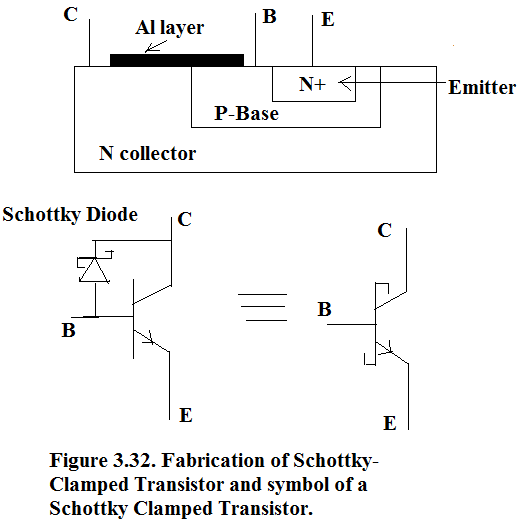 C
B
E
Al layer
N+
Emitter
P-Base
N collector
Schottky Diode
C
C
B
B
E
E
Figure 3.32. Fabrication of Schottky-
Clamped Transistor and symbol of a
Schottky Clamped Transistor.